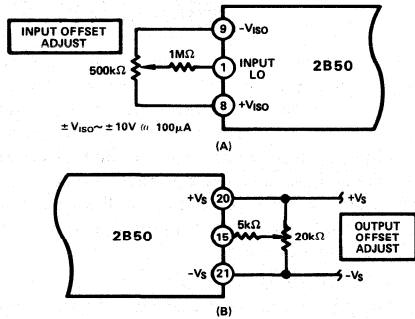 INPUT OFFSET
ADJUST
9 −VISO
1MΩ
500kΩ
1 INPUT
LO
2B50
8 +VISO
± VISO ~ ± 10V @ 100μA
(A)
+VS 20 +VS
2B50
5kΩ
15
20kΩ
OUTPUT
OFFSET
ADJUST
−VS 21 −VS
(B)